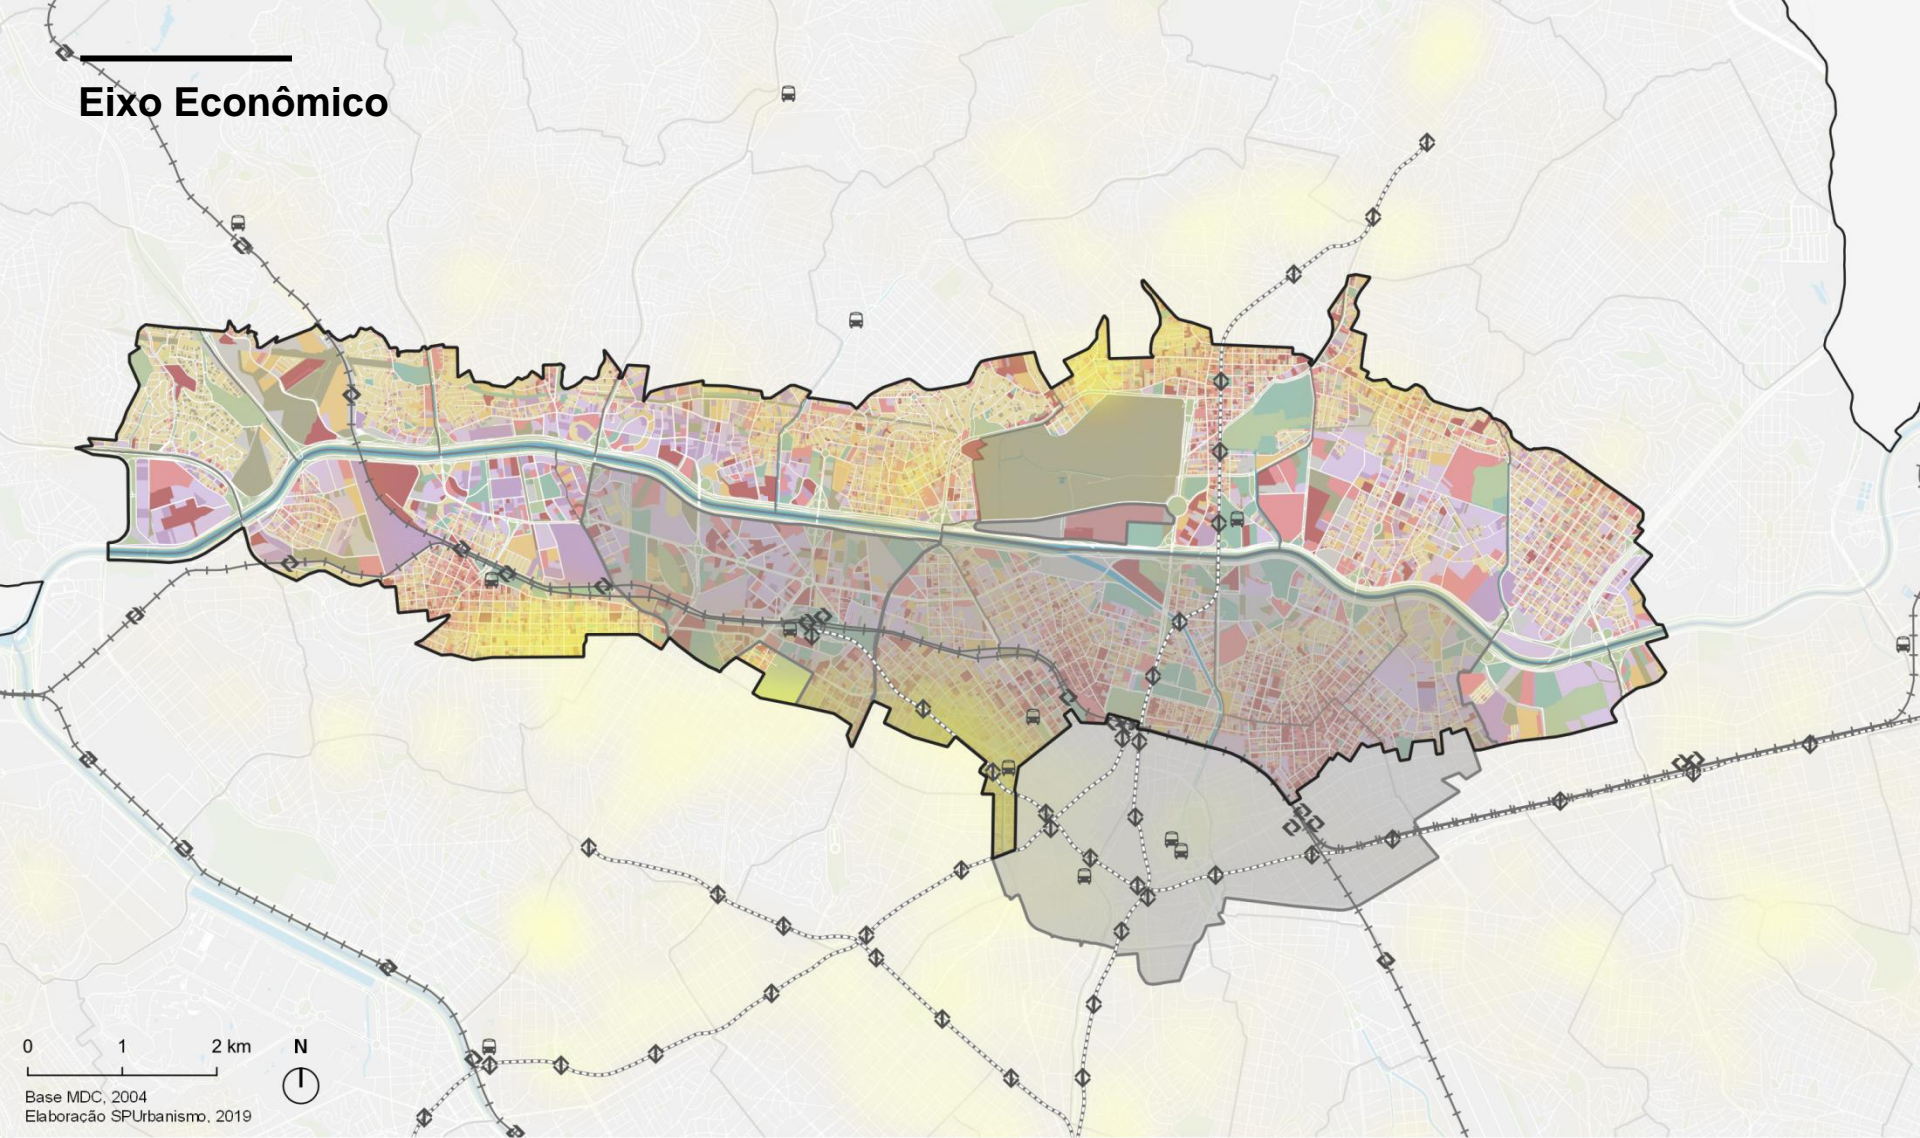 Eixo Econômico
0 1 2 km N
Base MDC, 2004
Elaboração SPUrbanismo, 2019